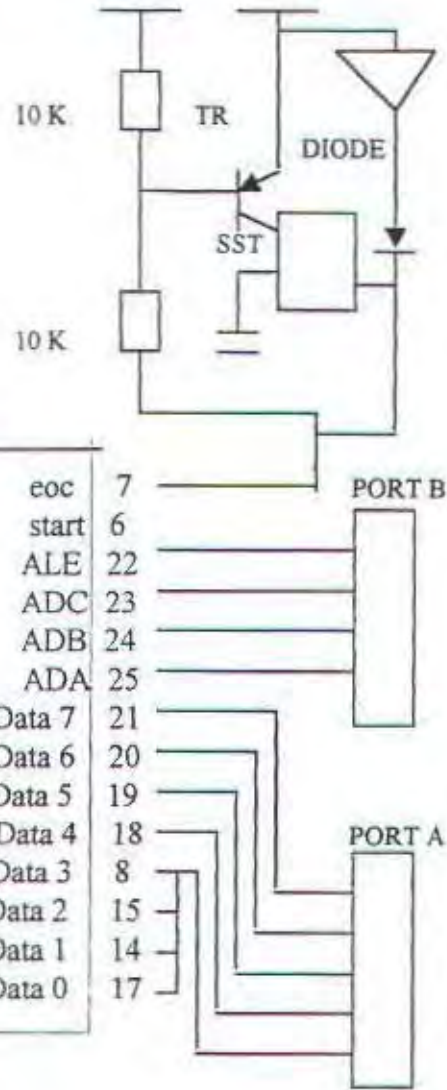 10 K TR
DIODE
SST
10 K
eoc 7 PORT B
start 6
ALE 22
ADC 23
ADB 24
ADA 25
Data 7 21
Data 6 20
Data 5 19
Data 4 18 PORT A
Data 3 8
Data 2 15
Data 1 14
Data 0 17